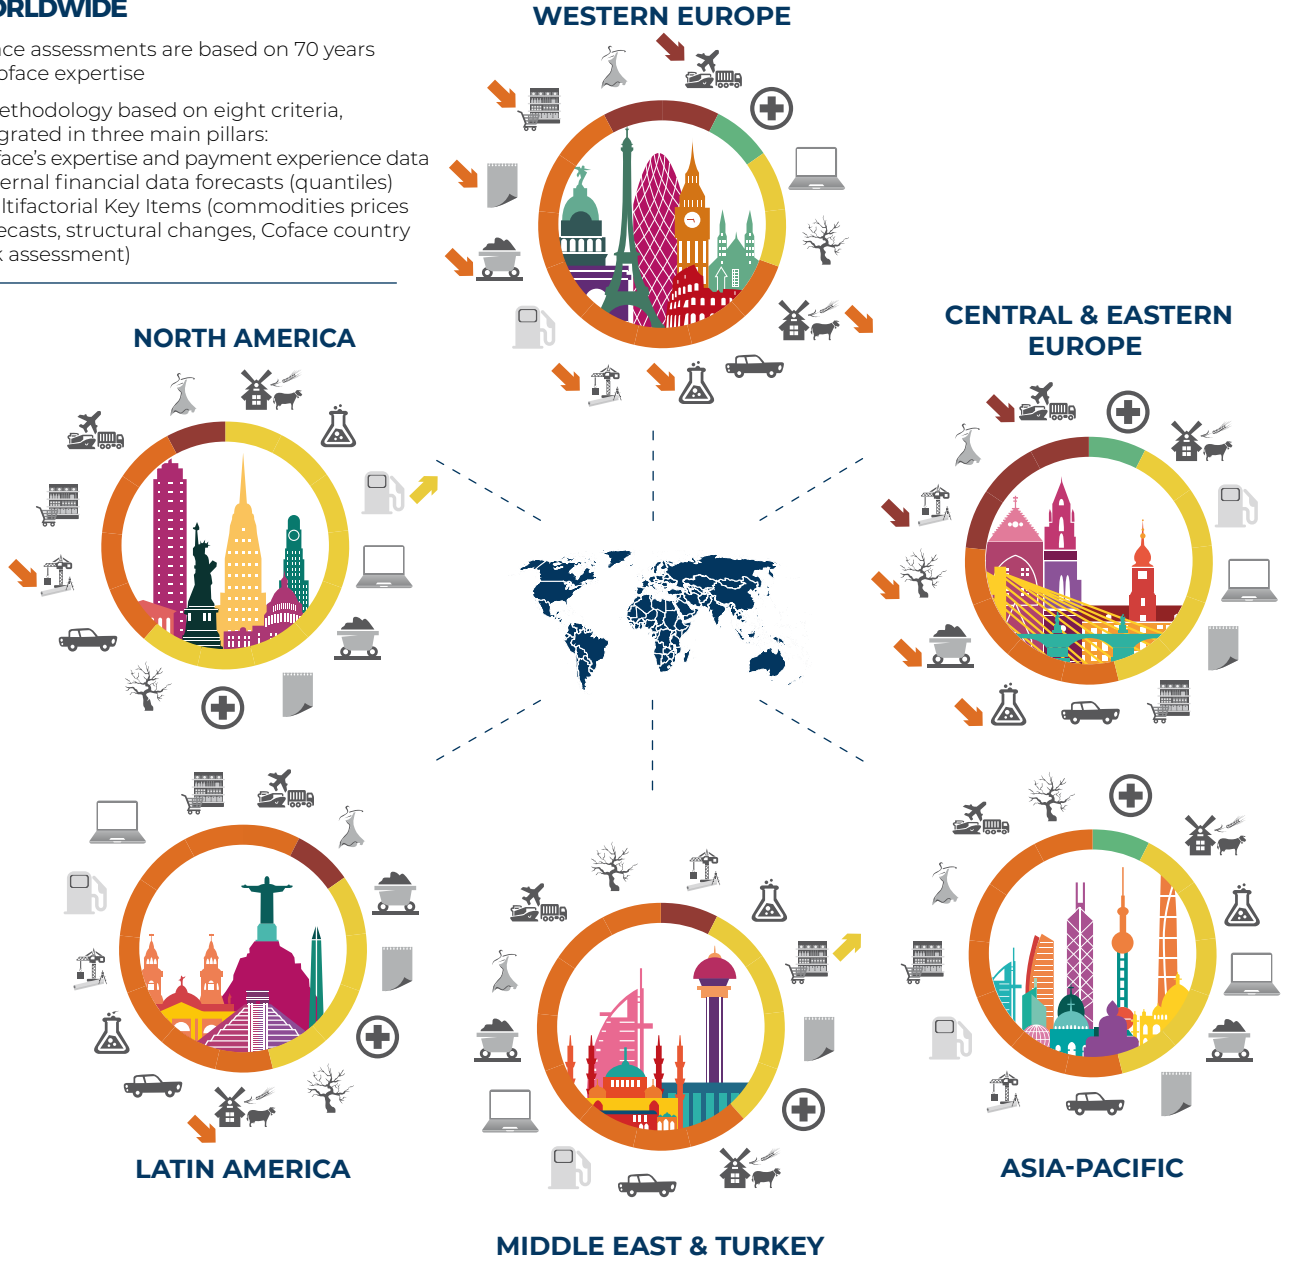 ORLDWIDE
ace assessments are based on 70 years
oface expertise
ethodology based on eight criteria,
grated in three main pillars:
face's expertise and payment experience data
ernal financial data forecasts (quantiles)
ltifactorial Key Items (commodities prices
ecasts, structural changes, Coface country
k assessment)
WESTERN EUROPE
NORTH AMERICA
CENTRAL & EASTERN
EUROPE
LATIN AMERICA
ASIA-PACIFIC
MIDDLE EAST & TURKEY